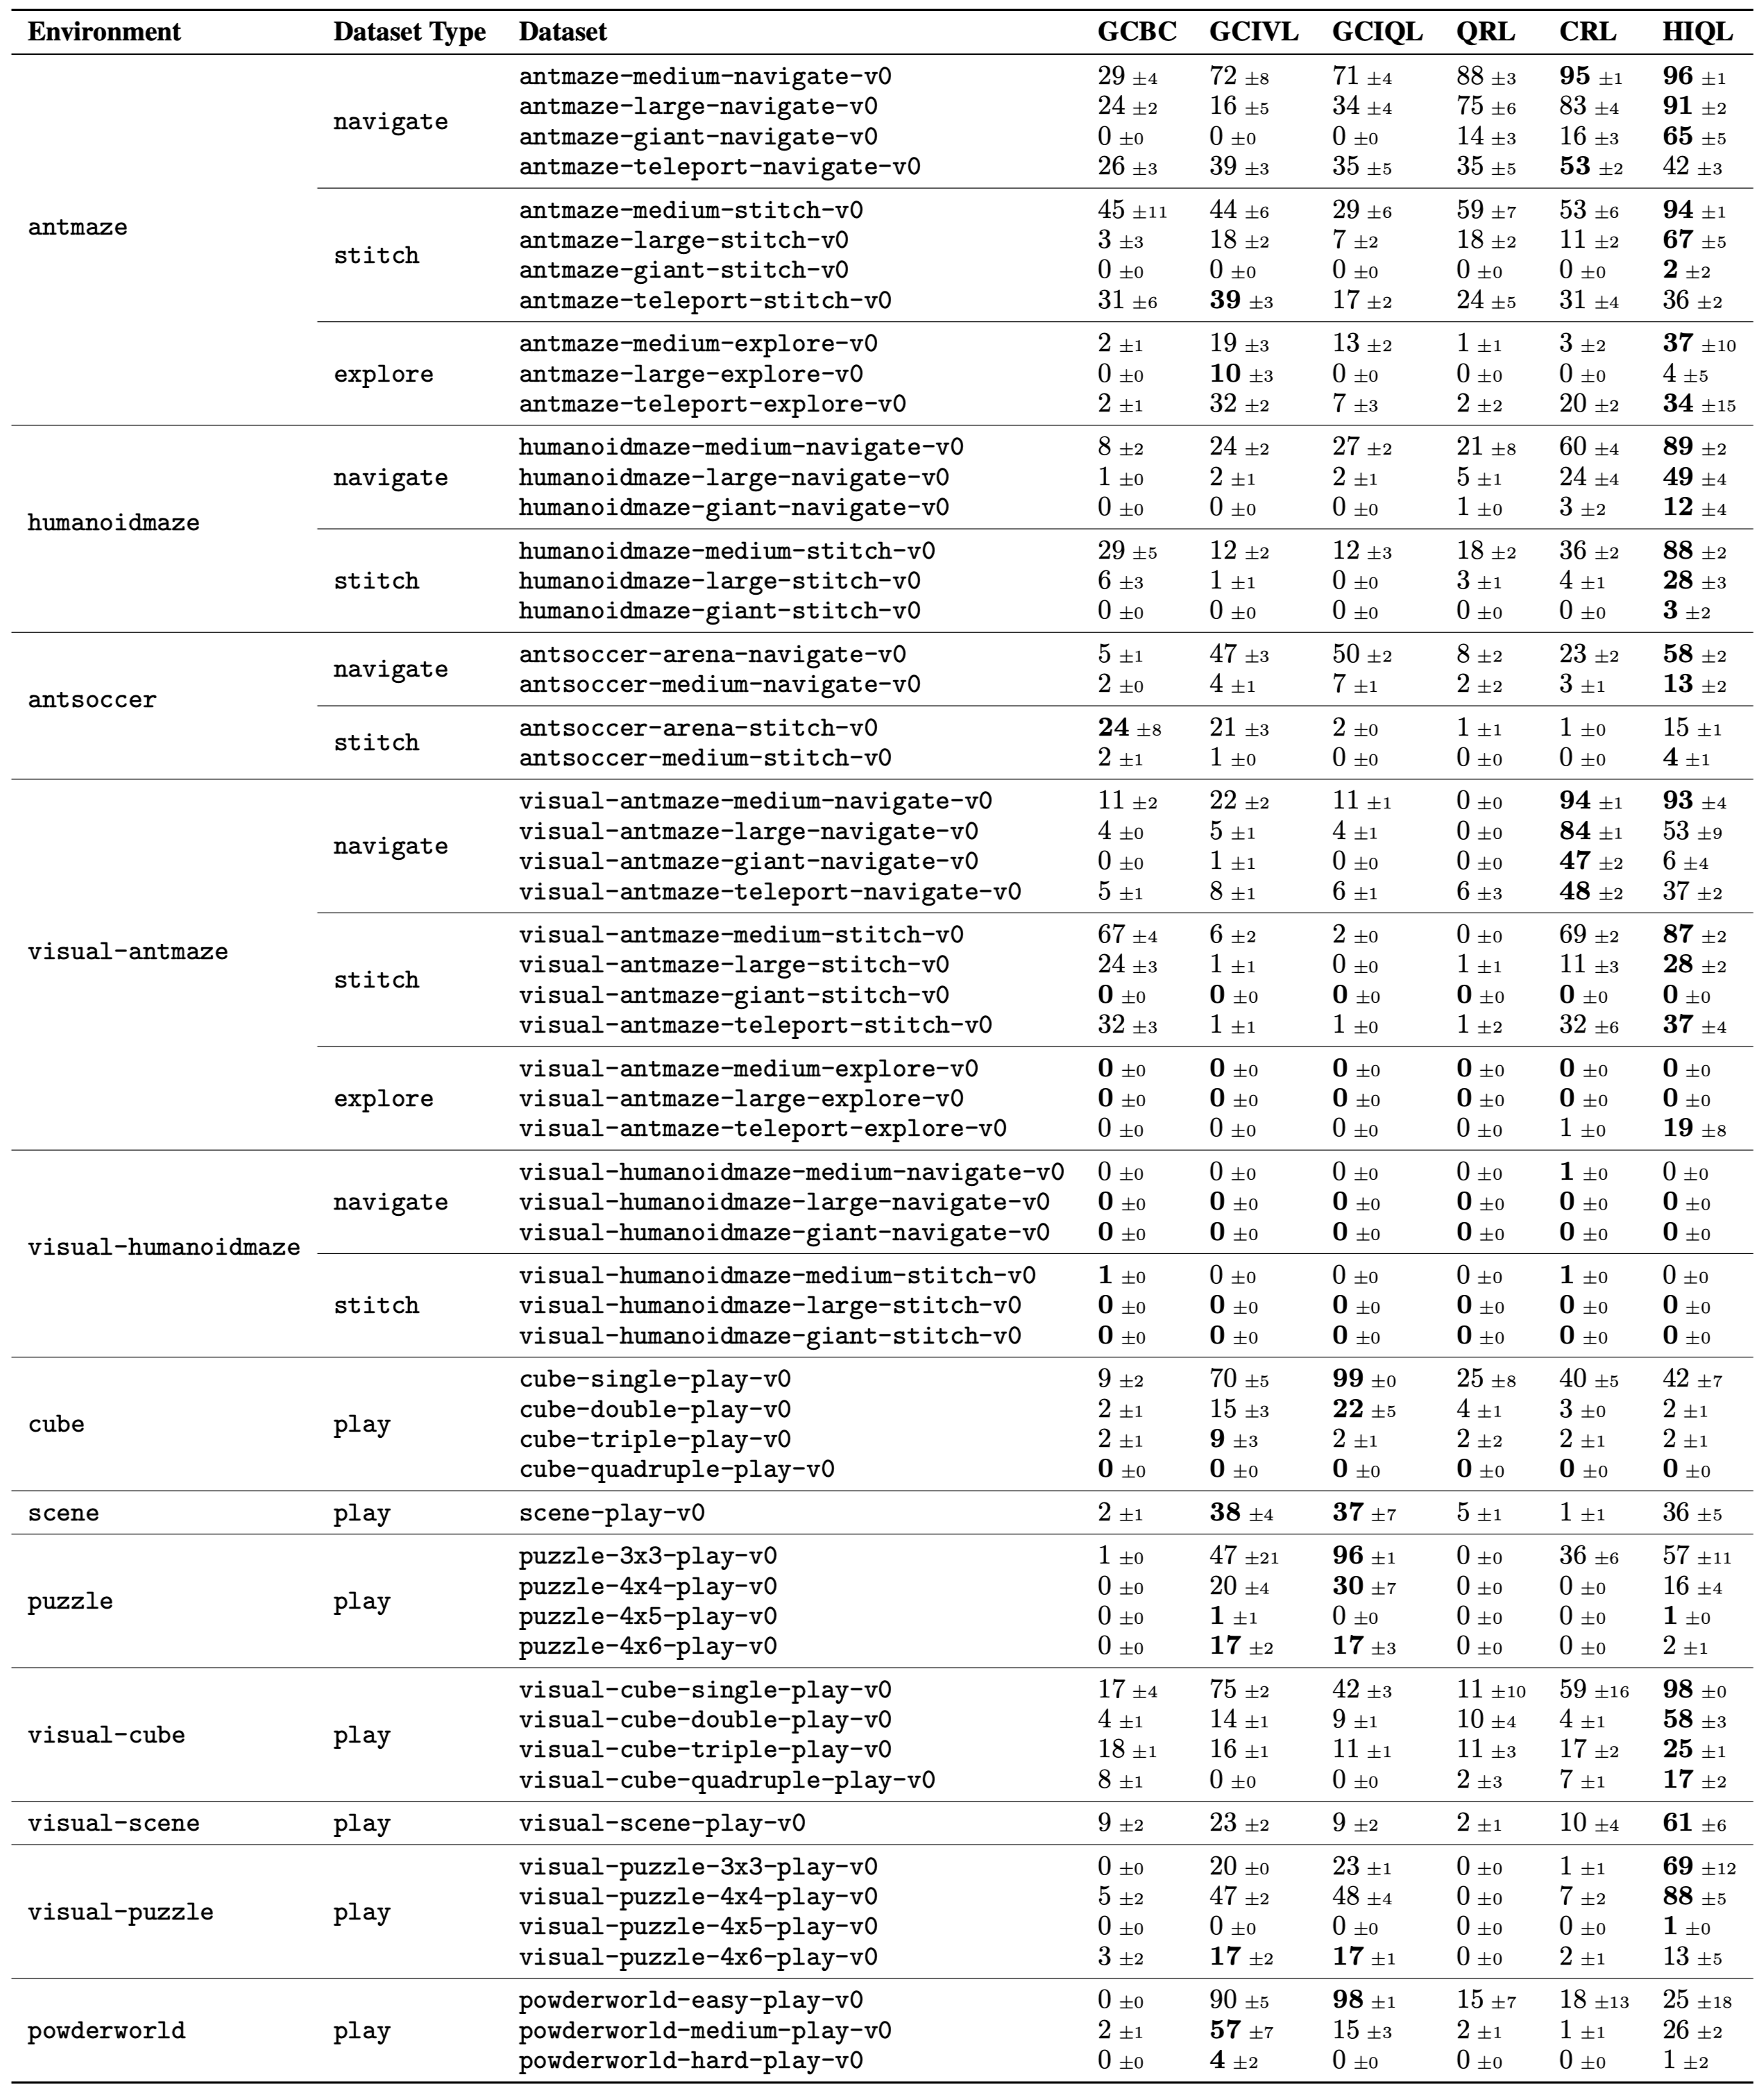 Environment Dataset Type Dataset GCBC GCIVL GCIQL QRL CRL HIQL
antmaze-medium-navigate-v0 29 ±4 72 ±8 71 ±4 88 ±3 95 ±1 96 ±1
antmaze-large-navigate-v0 24 ±2 16 ±5 34 ±4 75 ±6 83 ±4 91 ±2
navigate
antmaze-giant-navigate-v0 0 ±0 0 ±0 0 ±0 14 ±3 16 ±3 65 ±5
antmaze-teleport-navigate-v0 26 ±3 39 ±3 35 ±5 35 ±5 53 ±2 42 ±3
antmaze-medium-stitch-v0 45 ±11 44 ±6 29 ±6 59 ±7 53 ±6 94 ±1
antmaze
antmaze-large-stitch-v0 3 ±3 18 ±2 7 ±2 18 ±2 11 ±2 67 ±5
stitch
antmaze-giant-stitch-v0 0 ±0 0 ±0 0 ±0 0 ±0 0 ±0 2 ±2
antmaze-teleport-stitch-v0 31 ±6 39 ±3 17 ±2 24 ±5 31 ±4 36 ±2
antmaze-medium-explore-v0 2 ±1 19 ±3 13 ±2 1 ±1 3 ±2 37 ±10
explore antmaze-large-explore-v0 0 ±0 10 ±3 0 ±0 0 ±0 0 ±0 4 ±5
antmaze-teleport-explore-v0 2 ±1 32 ±2 7 ±3 2 ±2 20 ±2 34 ±15
humanoidmaze-medium-navigate-v0 8 ±2 24 ±2 27 ±2 21 ±8 60 ±4 89 ±2
navigate humanoidmaze-large-navigate-v0 1 ±0 2 ±1 2 ±1 5 ±1 24 ±4 49 ±4
humanoidmaze-giant-navigate-v0 0 ±0 0 ±0 0 ±0 1 ±0 3 ±2 12 ±4
humanoidmaze
humanoidmaze-medium-stitch-v0 29 ±5 12 ±2 12 ±3 18 ±2 36 ±2 88 ±2
stitch humanoidmaze-large-stitch-v0 6 ±3 1 ±1 0 ±0 3 ±1 4 ±1 28 ±3
humanoidmaze-giant-stitch-v0 0 ±0 0 ±0 0 ±0 0 ±0 0 ±0 3 ±2
antsoccer-arena-navigate-v0 5 ±1 47 ±3 50 ±2 8 ±2 23 ±2 58 ±2
navigate
antsoccer-medium-navigate-v0 2 ±0 4 ±1 7 ±1 2 ±2 3 ±1 13 ±2
antsoccer
antsoccer-arena-stitch-v0 24 ±8 21 ±3 2 ±0 1 ±1 1 ±0 15 ±1
stitch
antsoccer-medium-stitch-v0 2 ±1 1 ±0 0 ±0 0 ±0 0 ±0 4 ±1
visual-antmaze-medium-navigate-v0 11 ±2 22 ±2 11 ±1 0 ±0 94 ±1 93 ±4
visual-antmaze-large-navigate-v0 4 ±0 5 ±1 4 ±1 0 ±0 84 ±1 53 ±9
navigate
visual-antmaze-giant-navigate-v0 0 ±0 1 ±1 0 ±0 0 ±0 47 ±2 6 ±4
visual-antmaze-teleport-navigate-v0 5 ±1 8 ±1 6 ±1 6 ±3 48 ±2 37 ±2
visual-antmaze-medium-stitch-v0 67 ±4 6 ±2 2 ±0 0 ±0 69 ±2 87 ±2
visual-antmaze
visual-antmaze-large-stitch-v0 24 ±3 1 ±1 0 ±0 1 ±1 11 ±3 28 ±2
stitch
visual-antmaze-giant-stitch-v0 0 ±0 0 ±0 0 ±0 0 ±0 0 ±0 0 ±0
visual-antmaze-teleport-stitch-v0 32 ±3 1 ±1 1 ±0 1 ±2 32 ±6 37 ±4
visual-antmaze-medium-explore-v0 0 ±0 0 ±0 0 ±0 0 ±0 0 ±0 0 ±0
explore visual-antmaze-large-explore-v0 0 ±0 0 ±0 0 ±0 0 ±0 0 ±0 0 ±0
visual-antmaze-teleport-explore-v0 0 ±0 0 ±0 0 ±0 0 ±0 1 ±0 19 ±8
visual-humanoidmaze-medium-navigate-v0 0 ±0 0 ±0 0 ±0 0 ±0 1 ±0 0 ±0
navigate visual-humanoidmaze-large-navigate-v0 0 ±0 0 ±0 0 ±0 0 ±0 0 ±0 0 ±0
visual-humanoidmaze-giant-navigate-v0 0 ±0 0 ±0 0 ±0 0 ±0 0 ±0 0 ±0
visual-humanoidmaze
visual-humanoidmaze-medium-stitch-v0 1 ±0 0 ±0 0 ±0 0 ±0 1 ±0 0 ±0
stitch visual-humanoidmaze-large-stitch-v0 0 ±0 0 ±0 0 ±0 0 ±0 0 ±0 0 ±0
visual-humanoidmaze-giant-stitch-v0 0 ±0 0 ±0 0 ±0 0 ±0 0 ±0 0 ±0
cube-single-play-v0 9 ±2 70 ±5 99 ±0 25 ±8 40 ±5 42 ±7
cube-double-play-v0 2 ±1 15 ±3 22 ±5 4 ±1 3 ±0 2 ±1
cube play
cube-triple-play-v0 2 ±1 9 ±3 2 ±1 2 ±2 2 ±1 2 ±1
cube-quadruple-play-v0 0 ±0 0 ±0 0 ±0 0 ±0 0 ±0 0 ±0
scene play scene-play-v0 2 ±1 38 ±4 37 ±7 5 ±1 1 ±1 36 ±5
puzzle-3x3-play-v0 1 ±0 47 ±21 96 ±1 0 ±0 36 ±6 57 ±11
puzzle-4x4-play-v0 0 ±0 20 ±4 30 ±7 0 ±0 0 ±0 16 ±4
puzzle play
puzzle-4x5-play-v0 0 ±0 1 ±1 0 ±0 0 ±0 0 ±0 1 ±0
puzzle-4x6-play-v0 0 ±0 17 ±2 17 ±3 0 ±0 0 ±0 2 ±1
visual-cube-single-play-v0 17 ±4 75 ±2 42 ±3 11 ±10 59 ±16 98 ±0
visual-cube-double-play-v0 4 ±1 14 ±1 9 ±1 10 ±4 4 ±1 58 ±3
visual-cube play
visual-cube-triple-play-v0 18 ±1 16 ±1 11 ±1 11 ±3 17 ±2 25 ±1
visual-cube-quadruple-play-v0 8 ±1 0 ±0 0 ±0 2 ±3 7 ±1 17 ±2
visual-scene play visual-scene-play-v0 9 ±2 23 ±2 9 ±2 2 ±1 10 ±4 61 ±6
visual-puzzle-3x3-play-v0 0 ±0 20 ±0 23 ±1 0 ±0 1 ±1 69 ±12
visual-puzzle-4x4-play-v0 5 ±2 47 ±2 48 ±4 0 ±0 7 ±2 88 ±5
visual-puzzle play
visual-puzzle-4x5-play-v0 0 ±0 0 ±0 0 ±0 0 ±0 0 ±0 1 ±0
visual-puzzle-4x6-play-v0 3 ±2 17 ±2 17 ±1 0 ±0 2 ±1 13 ±5
powderworld-easy-play-v0 0 ±0 90 ±5 98 ±1 15 ±7 18 ±13 25 ±18
powderworld play powderworld-medium-play-v0 2 ±1 57 ±7 15 ±3 2 ±1 1 ±1 26 ±2
powderworld-hard-play-v0 0 ±0 4 ±2 0 ±0 0 ±0 0 ±0 1 ±2